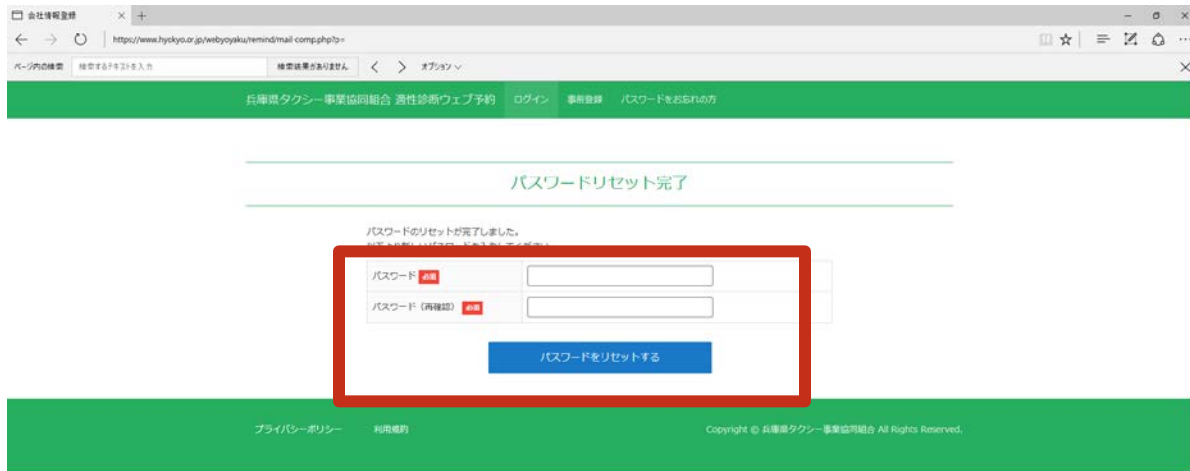 会社情報登録
https://www.hyokyo.or.jp/webyoyaku/remind/mail-comp.php?p=
ページ内の検索 検索するテキストを入力 検索結果がありません オプション
兵庫県タクシー事業協同組合 適性診断ウェブ予約 ログイン 事前登録 パスワードをお忘れの方
パスワードリセット完了
パスワードのリセットが完了しました。
パスワード 必須
パスワード（再確認） 必須
パスワードをリセットする
プライバシーポリシー 利用規約 Copyright © 兵庫県タクシー事業協同組合 All Rights Reserved.